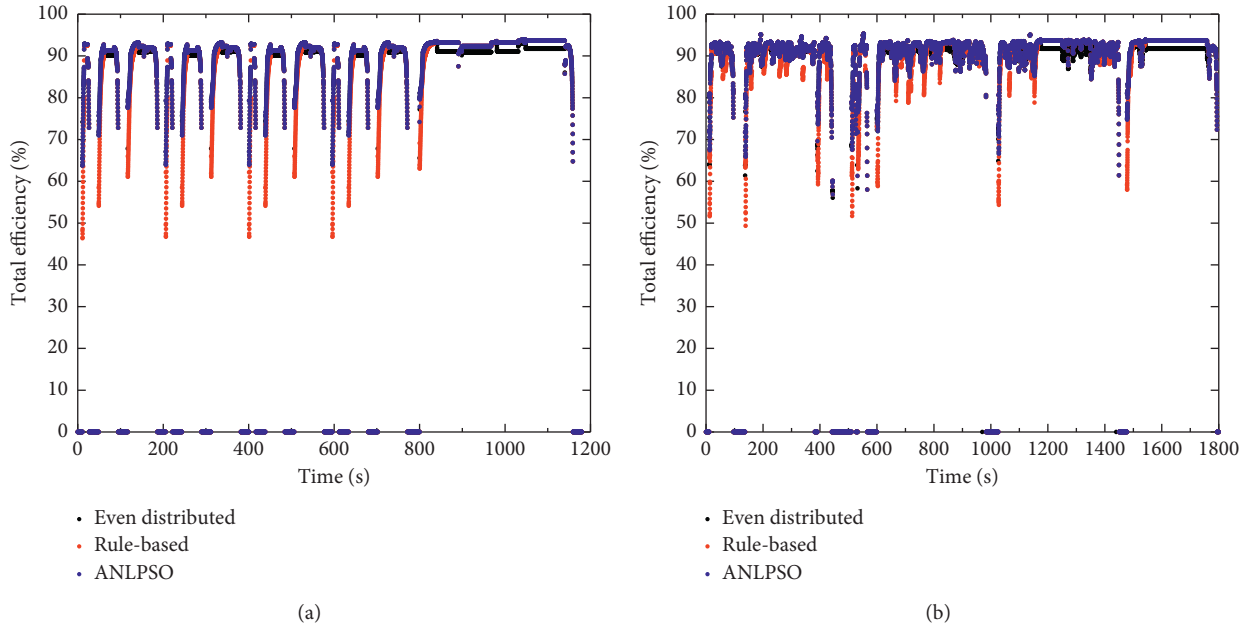 100
90
80
70
60
50
40
30
20
10
0
Total efficiency (%)
0 200 400 600 800 1000 1200
Time (s)
• Even distributed
• Rule-based
• ANLPSO
(a)
100
90
80
70
60
50
40
30
20
10
0
Total efficiency (%)
0 200 400 600 800 1000 1200 1400 1600 1800
Time (s)
• Even distributed
• Rule-based
• ANLPSO
(b)